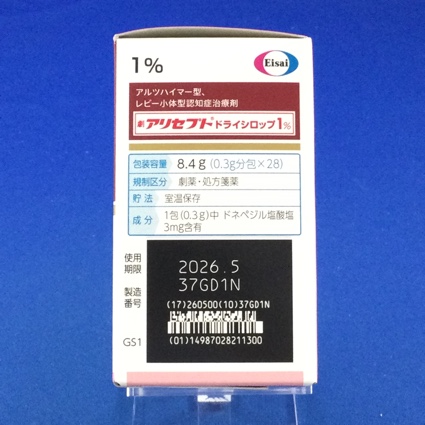 1%
Eisai
アルツハイマー型、
レビー小体型認知症治療剤
劇 アリセプト ドライシロップ1%
包装容量 8.4g (0.3g分包×28)
規制区分 劇薬・処方箋薬
貯法 室温保存
成分 1包(0.3g)中 ドネペジル塩酸塩
3mg含有
使用
期限 2026.5
製造
番号 37GD1N
(17)260500(10)37GD1N
GS1
(01)14987028211300